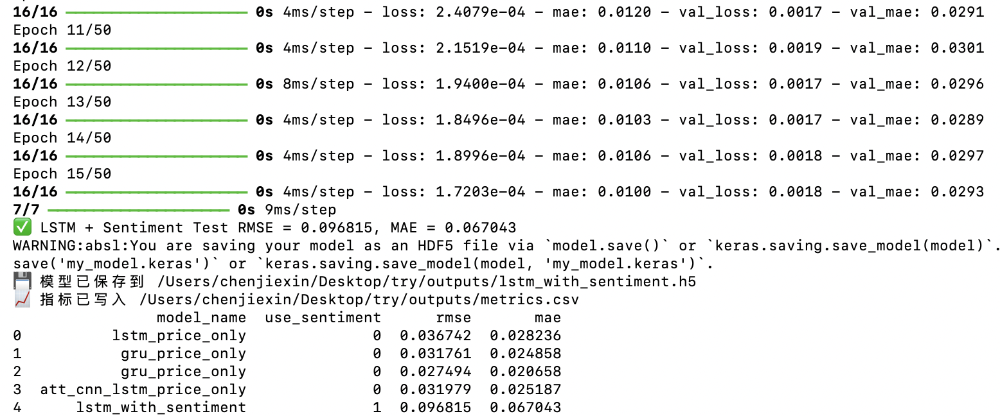 16/16 ━━━━━━━━━━━━━━━━━━━━ 0s 4ms/step - loss: 2.4079e-04 - mae: 0.0120 - val_loss: 0.0017 - val_mae: 0.0291
Epoch 11/50
16/16 ━━━━━━━━━━━━━━━━━━━━ 0s 4ms/step - loss: 2.1519e-04 - mae: 0.0110 - val_loss: 0.0019 - val_mae: 0.0301
Epoch 12/50
16/16 ━━━━━━━━━━━━━━━━━━━━ 0s 8ms/step - loss: 1.9400e-04 - mae: 0.0106 - val_loss: 0.0017 - val_mae: 0.0296
Epoch 13/50
16/16 ━━━━━━━━━━━━━━━━━━━━ 0s 4ms/step - loss: 1.8496e-04 - mae: 0.0103 - val_loss: 0.0017 - val_mae: 0.0289
Epoch 14/50
16/16 ━━━━━━━━━━━━━━━━━━━━ 0s 4ms/step - loss: 1.8996e-04 - mae: 0.0106 - val_loss: 0.0018 - val_mae: 0.0297
Epoch 15/50
16/16 ━━━━━━━━━━━━━━━━━━━━ 0s 4ms/step - loss: 1.7203e-04 - mae: 0.0100 - val_loss: 0.0018 - val_mae: 0.0293
7/7 ━━━━━━━━━━━━━━━━━━━━ 0s 9ms/step
✅ LSTM + Sentiment Test RMSE = 0.096815, MAE = 0.067043
WARNING:absl:You are saving your model as an HDF5 file via `model.save()` or `keras.saving.save_model(model)`.
save('my_model.keras')` or `keras.saving.save_model(model, 'my_model.keras')`.
💾 模型已保存到 /Users/chenjiexin/Desktop/try/outputs/lstm_with_sentiment.h5
📈 指标已写入 /Users/chenjiexin/Desktop/try/outputs/metrics.csv
model_name use_sentiment rmse mae
0 lstm_price_only 0 0.036742 0.028236
1 gru_price_only 0 0.031761 0.024858
2 gru_price_only 0 0.027494 0.020658
3 att_cnn_lstm_price_only 0 0.031979 0.025187
4 lstm_with_sentiment 1 0.096815 0.067043